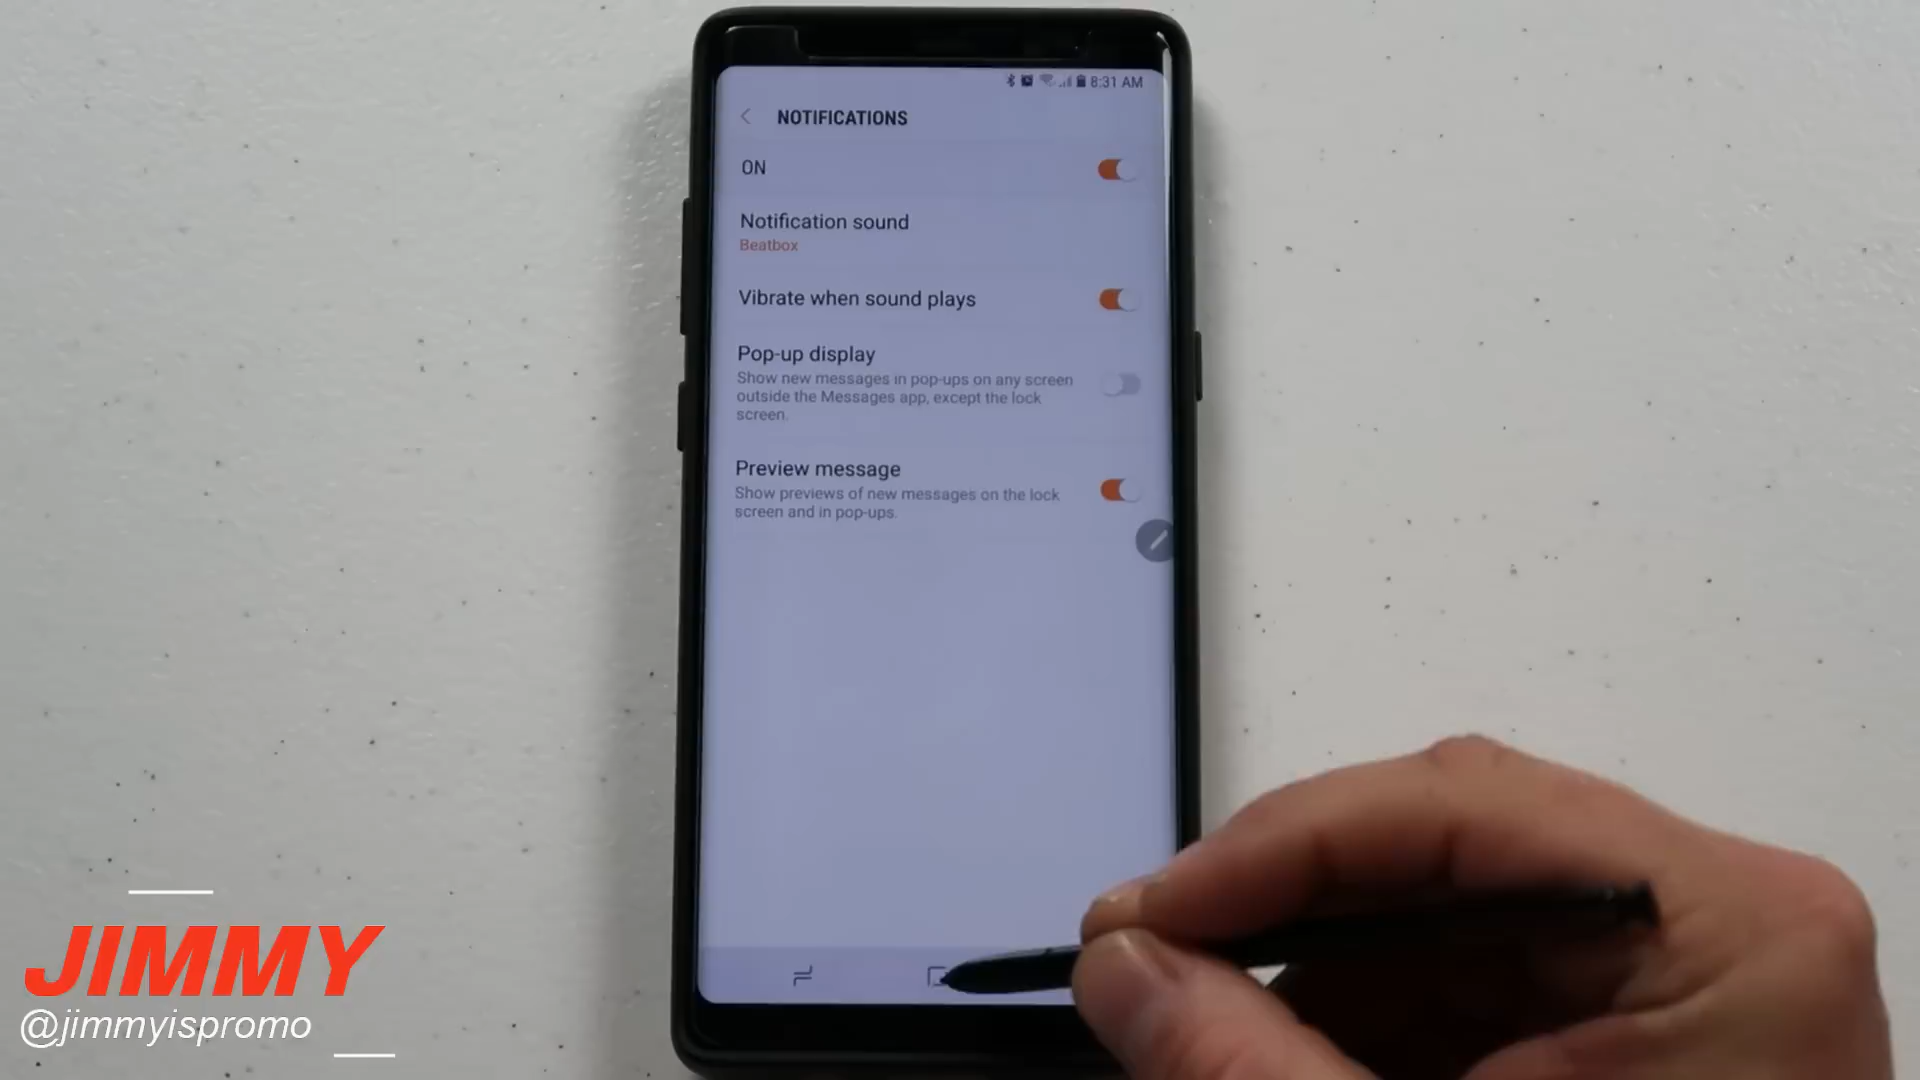 8:31 AM
NOTIFICATIONS
ON
Notification sound
Beatbox
Vibrate when sound plays
Pop-up display
Show new messages in pop-ups on any screen
outside the Messages app, except the lock
screen.
Preview message
Show previews of new messages on the lock
screen and in pop-ups.
JIMMY
@jimmyispromo